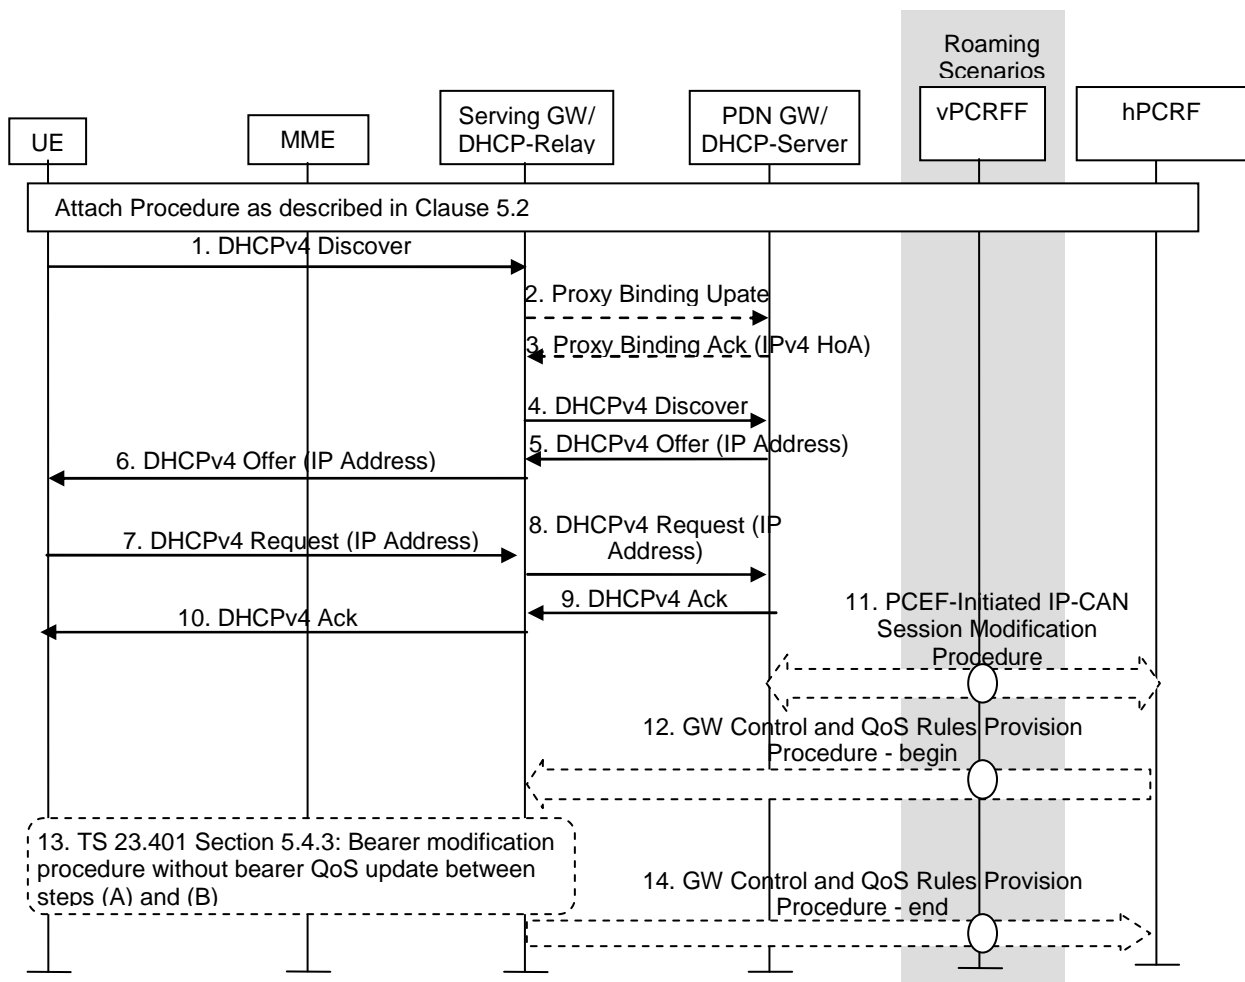 Roaming
Scenarios
UE
MME
Serving GW/
DHCP-Relay
PDN GW/
DHCP-Server
vPCRFF
hPCRF
Attach Procedure as described in Clause 5.2
1. DHCPv4 Discover
2. Proxy Binding Upate
3. Proxy Binding Ack (IPv4 HoA)
4. DHCPv4 Discover
5. DHCPv4 Offer (IP Address)
6. DHCPv4 Offer (IP Address)
7. DHCPv4 Request (IP Address)
8. DHCPv4 Request (IP
Address)
9. DHCPv4 Ack
10. DHCPv4 Ack
11. PCEF-Initiated IP-CAN
Session Modification
Procedure
12. GW Control and QoS Rules Provision
Procedure - begin
13. TS 23.401 Section 5.4.3: Bearer modification
procedure without bearer QoS update between
steps (A) and (B)
14. GW Control and QoS Rules Provision
Procedure - end